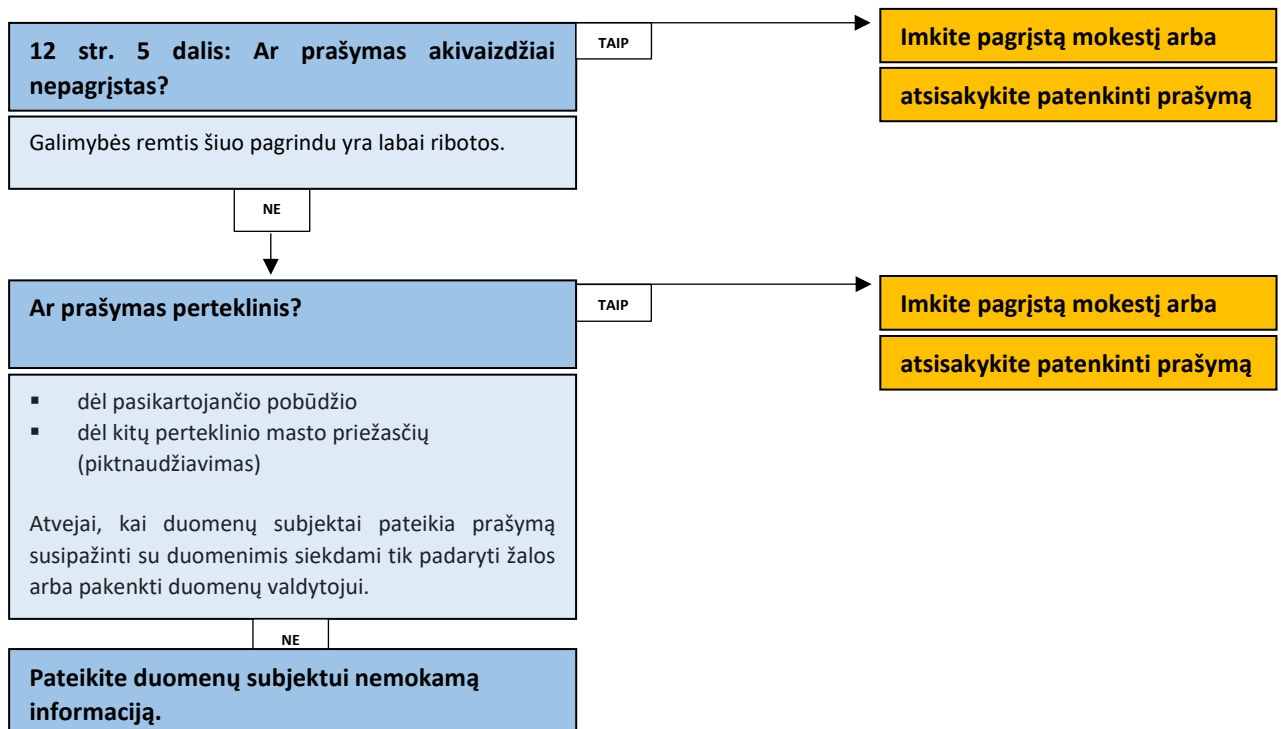 12 str. 5 dalis: Ar prašymas akivaizdžiai
nepagrįstas?
TAIP
Imkite pagrįstą mokestį arba
atsisakykite patenkinti prašymą
Galimybės remtis šiuo pagrindu yra labai ribotos.
NE
Ar prašymas perteklinis?
TAIP
Imkite pagrįstą mokestį arba
atsisakykite patenkinti prašymą
▪ dėl pasikartojančio pobūdžio
▪ dėl kitų perteklinio masto priežasčių
(piktnaudžiavimas)
Atvejai, kai duomenų subjektai pateikia prašymą
susipažinti su duomenimis siekdami tik padaryti žalos
arba pakenkti duomenų valdytojui.
NE
Pateikite duomenų subjektui nemokamą
informaciją.